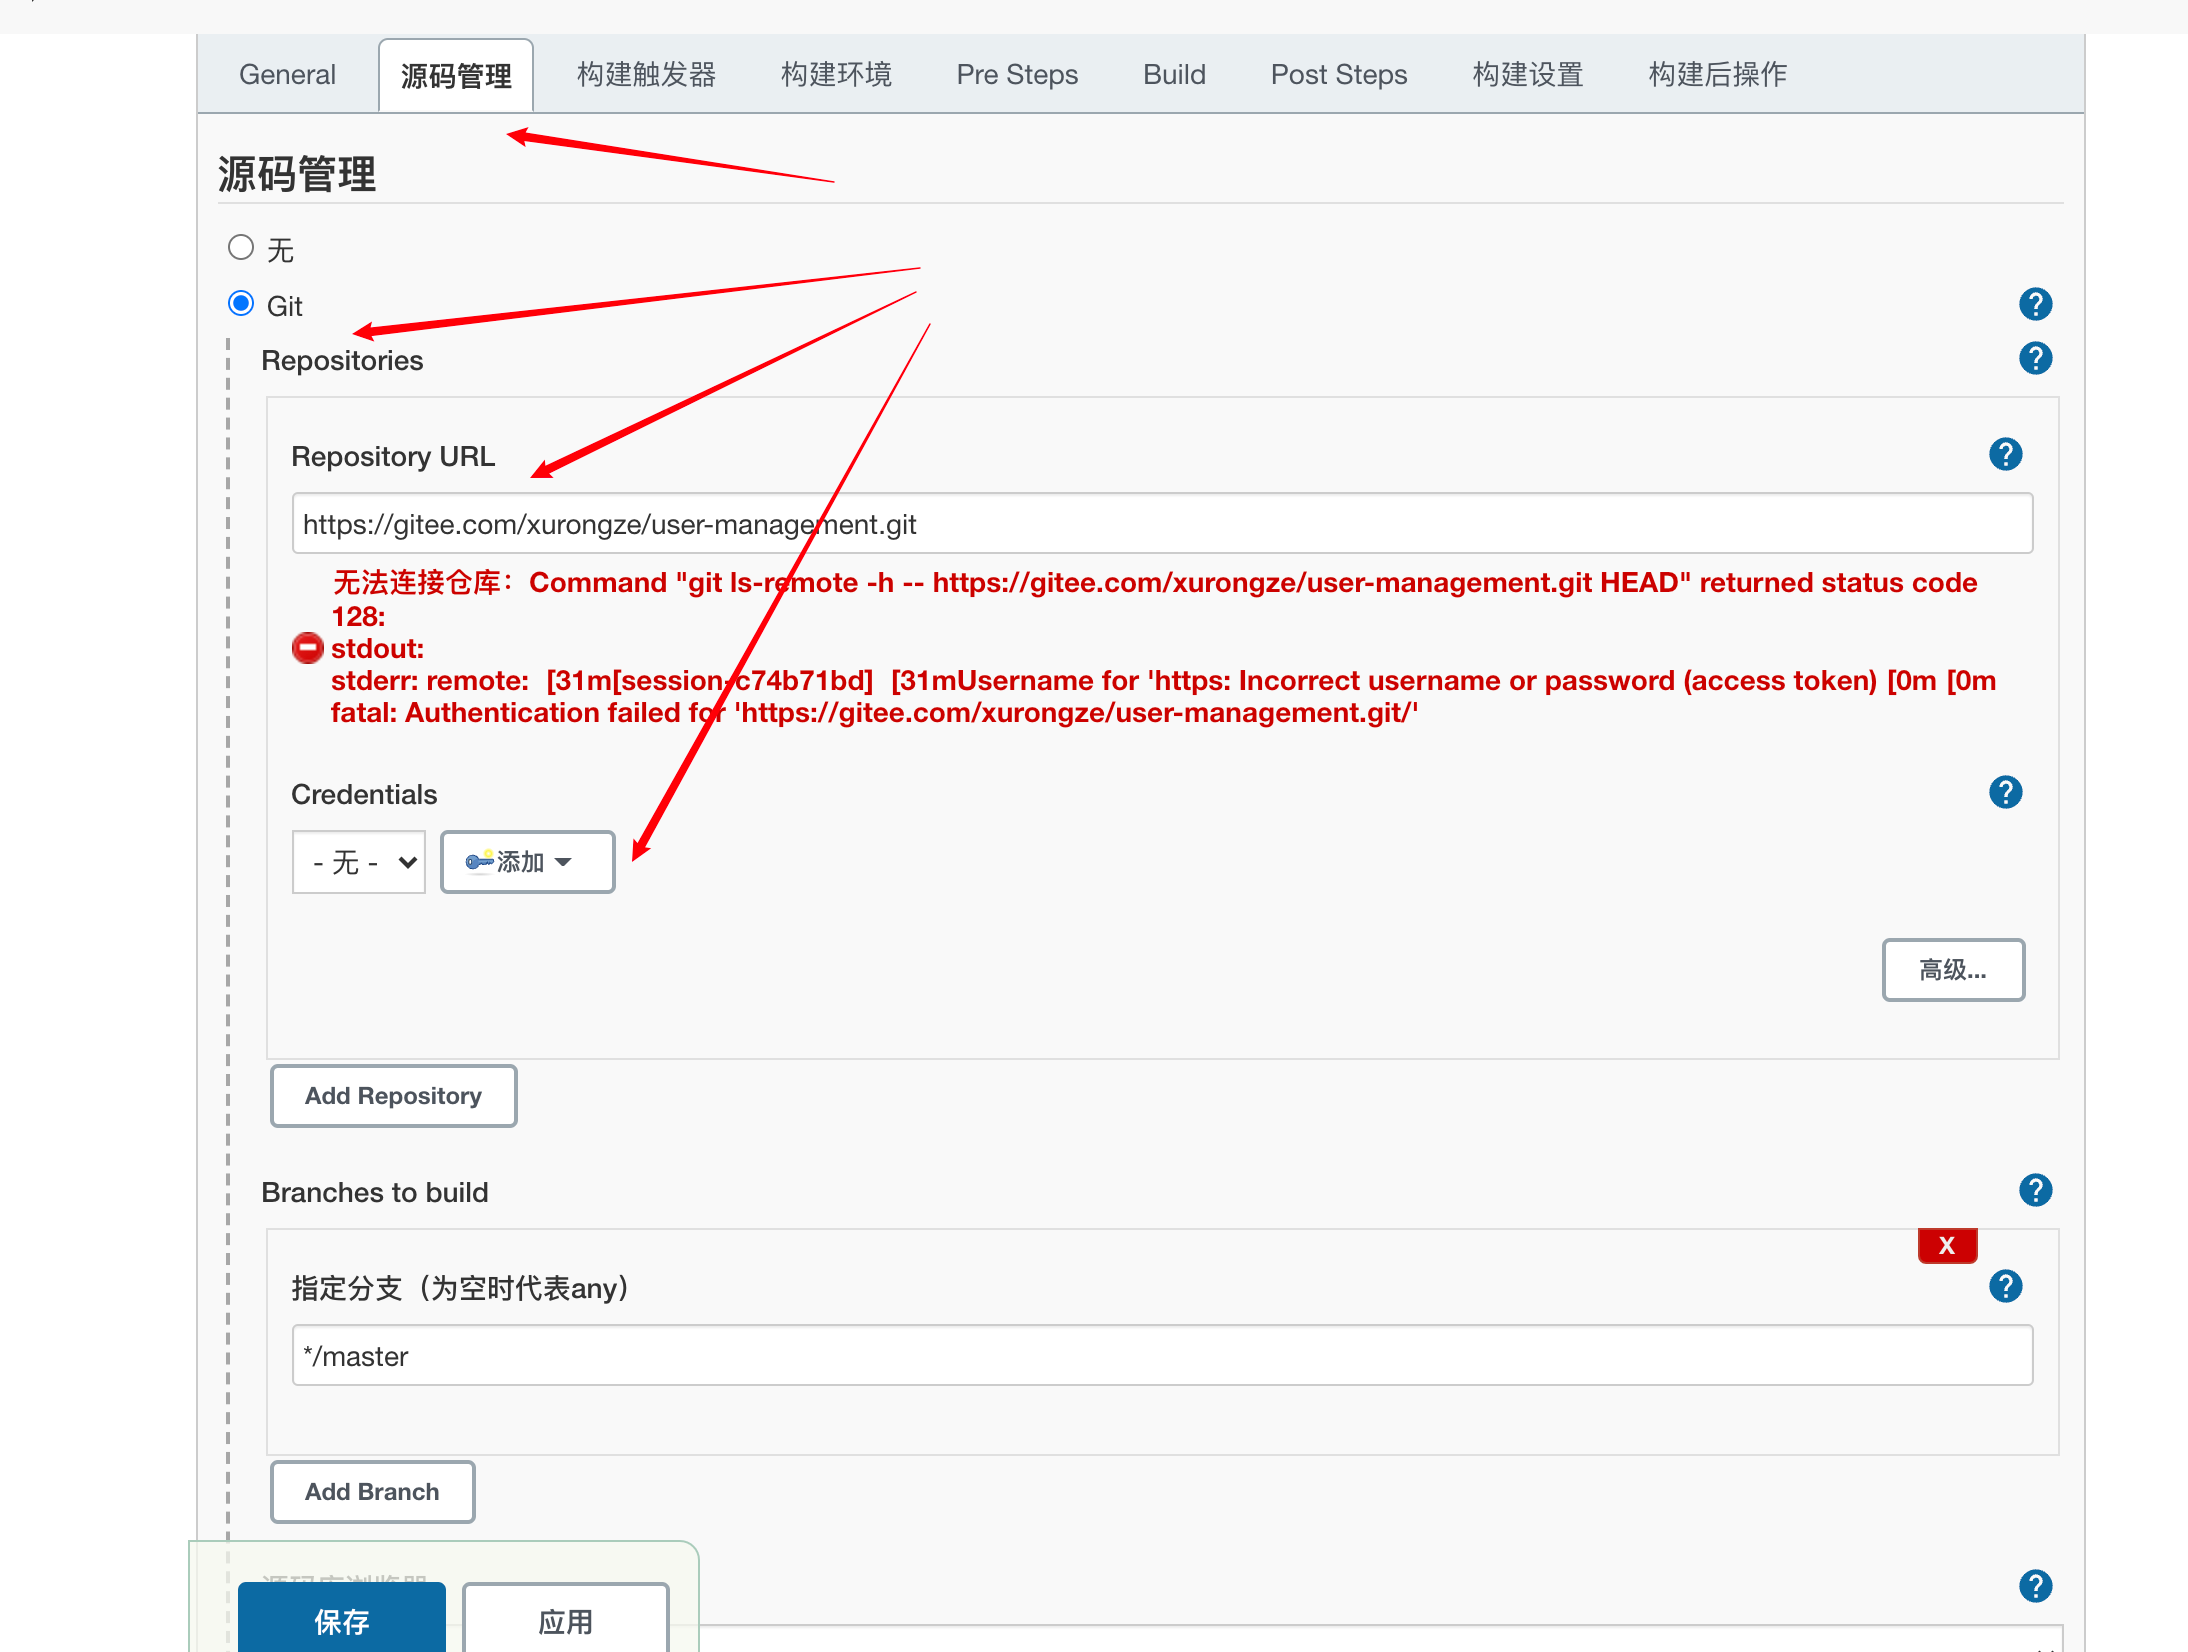 General 源码管理 构建触发器 构建环境 Pre Steps Build Post Steps 构建设置 构建后操作
源码管理
无
Git
?
Repositories
?
Repository URL
?
https://gitee.com/xurongze/user-management.git
无法连接仓库：Command "git ls-remote -h -- https://gitee.com/xurongze/user-management.git HEAD" returned status code
128:
stdout:
stderr: remote: [31m[session-c74b71bd] [31mUsername for 'https: Incorrect username or password (access token) [0m [0m
fatal: Authentication failed for 'https://gitee.com/xurongze/user-management.git/'
Credentials
?
- 无 - 添加
高级...
Add Repository
Branches to build
?
X
指定分支（为空时代表any）
?
*/master
Add Branch
源码库浏览器
?
保存 应用